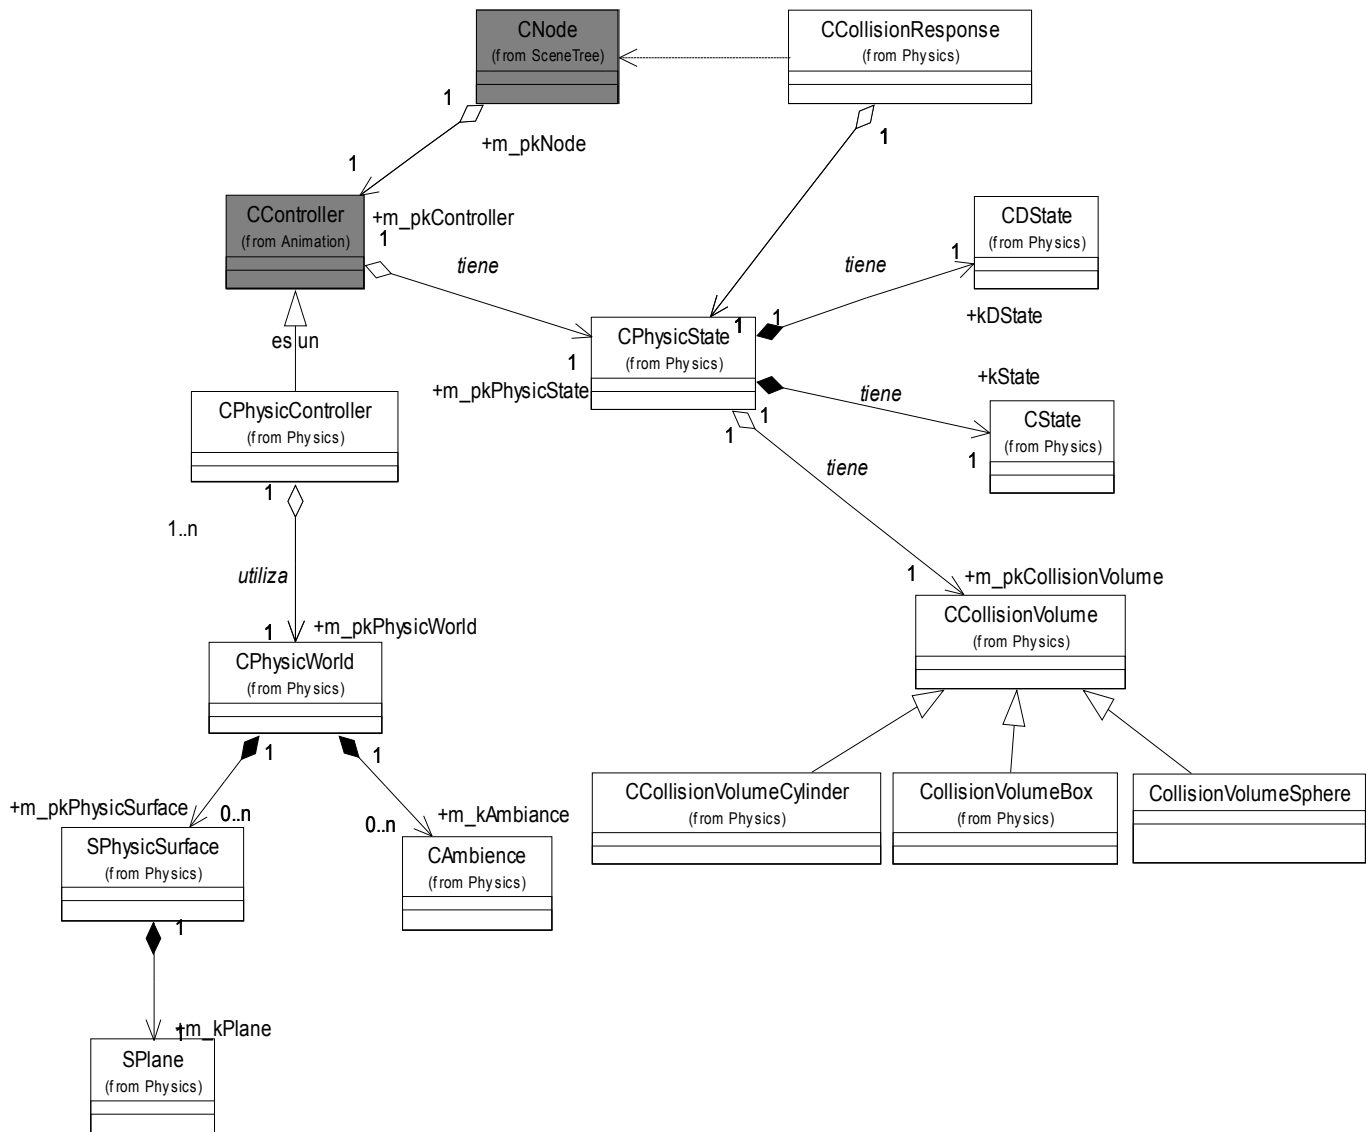 CNode
(from SceneTree)
CCollisionResponse
(from Physics)
1
+m_pkNode
1
1
CController
(from Animation)
+m_pkController
1
tiene
CDState
(from Physics)
1
tiene
+kDState
es un
CPhysicState
(from Physics)
1
1
1
+m_pkPhysicState
tiene
+kState
CPhysicController
(from Physics)
1
1
CState
(from Physics)
1
tiene
1
1..n
utiliza
1
+m_pkPhysicWorld
1
+m_pkCollisionVolume
CCollisionVolume
(from Physics)
CPhysicWorld
(from Physics)
1
1
+m_pkPhysicSurface
0..n
0..n
+m_kAmbiance
CCollisionVolumeCylinder
(from Physics)
CollisionVolumeBox
(from Physics)
CollisionVolumeSphere
SPhysicSurface
(from Physics)
CAmbience
(from Physics)
1
1
+m_kPlane
SPlane
(from Physics)